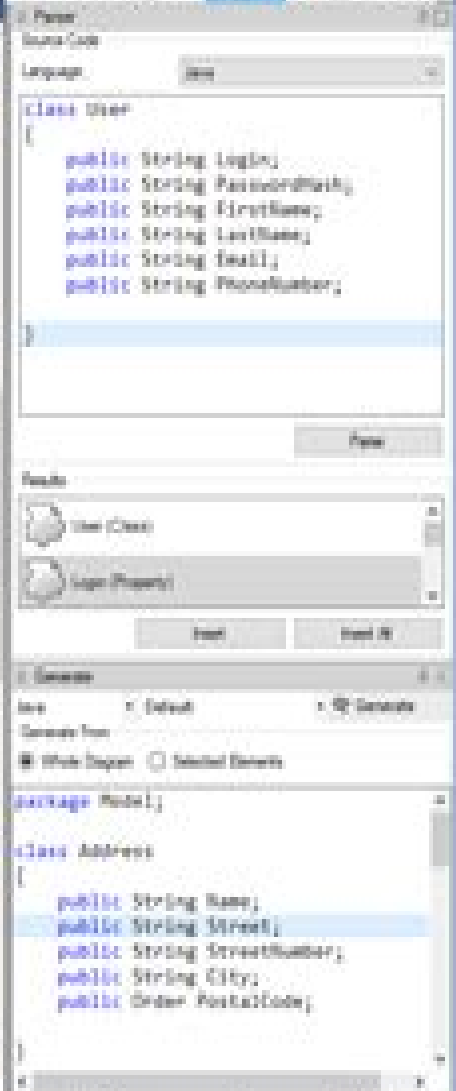 Parser
Source Code
Language Java
class User
{
public String Login;
public String PasswordHash;
public String FirstName;
public String LastName;
public String Email;
public String PhoneNumber;
}
Parse
Results
User (Class)
Login (Property)
Insert Insert All
Generate
Java Default Generate
Generate From
Whole Diagram Selected Elements
package Model;
class Address
{
public String Name;
public String Street;
public String StreetNumber;
public String City;
public Order PostalCode;
}